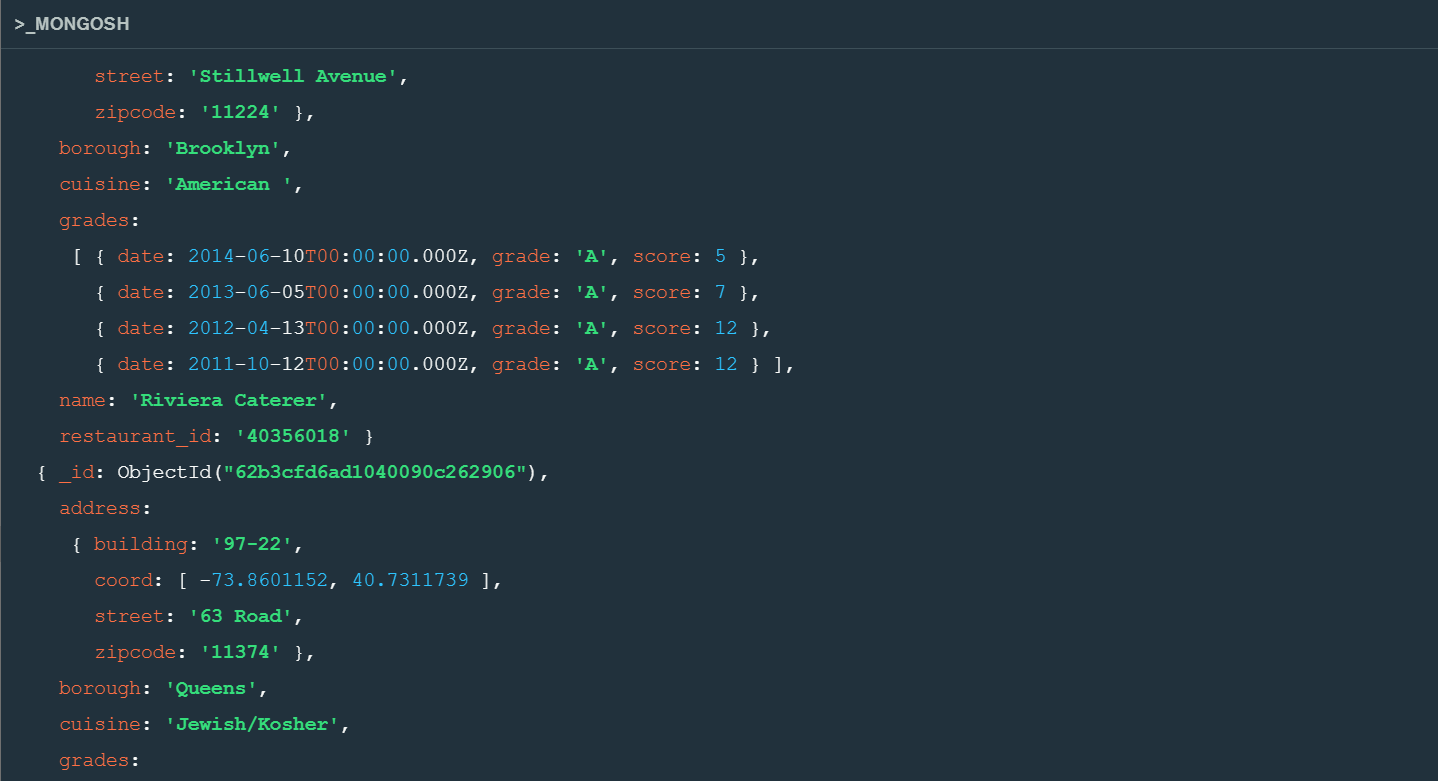 >_MONGOSH
street: 'Stillwell Avenue',
zipcode: '11224' },
borough: 'Brooklyn',
cuisine: 'American ',
grades:
[ { date: 2014-06-10T00:00:00.000Z, grade: 'A', score: 5 },
{ date: 2013-06-05T00:00:00.000Z, grade: 'A', score: 7 },
{ date: 2012-04-13T00:00:00.000Z, grade: 'A', score: 12 },
{ date: 2011-10-12T00:00:00.000Z, grade: 'A', score: 12 } ],
name: 'Riviera Caterer',
restaurant_id: '40356018' }
{ _id: ObjectId("62b3cfd6ad1040090c262906"),
address:
{ building: '97-22',
coord: [ -73.8601152, 40.7311739 ],
street: '63 Road',
zipcode: '11374' },
borough: 'Queens',
cuisine: 'Jewish/Kosher',
grades: